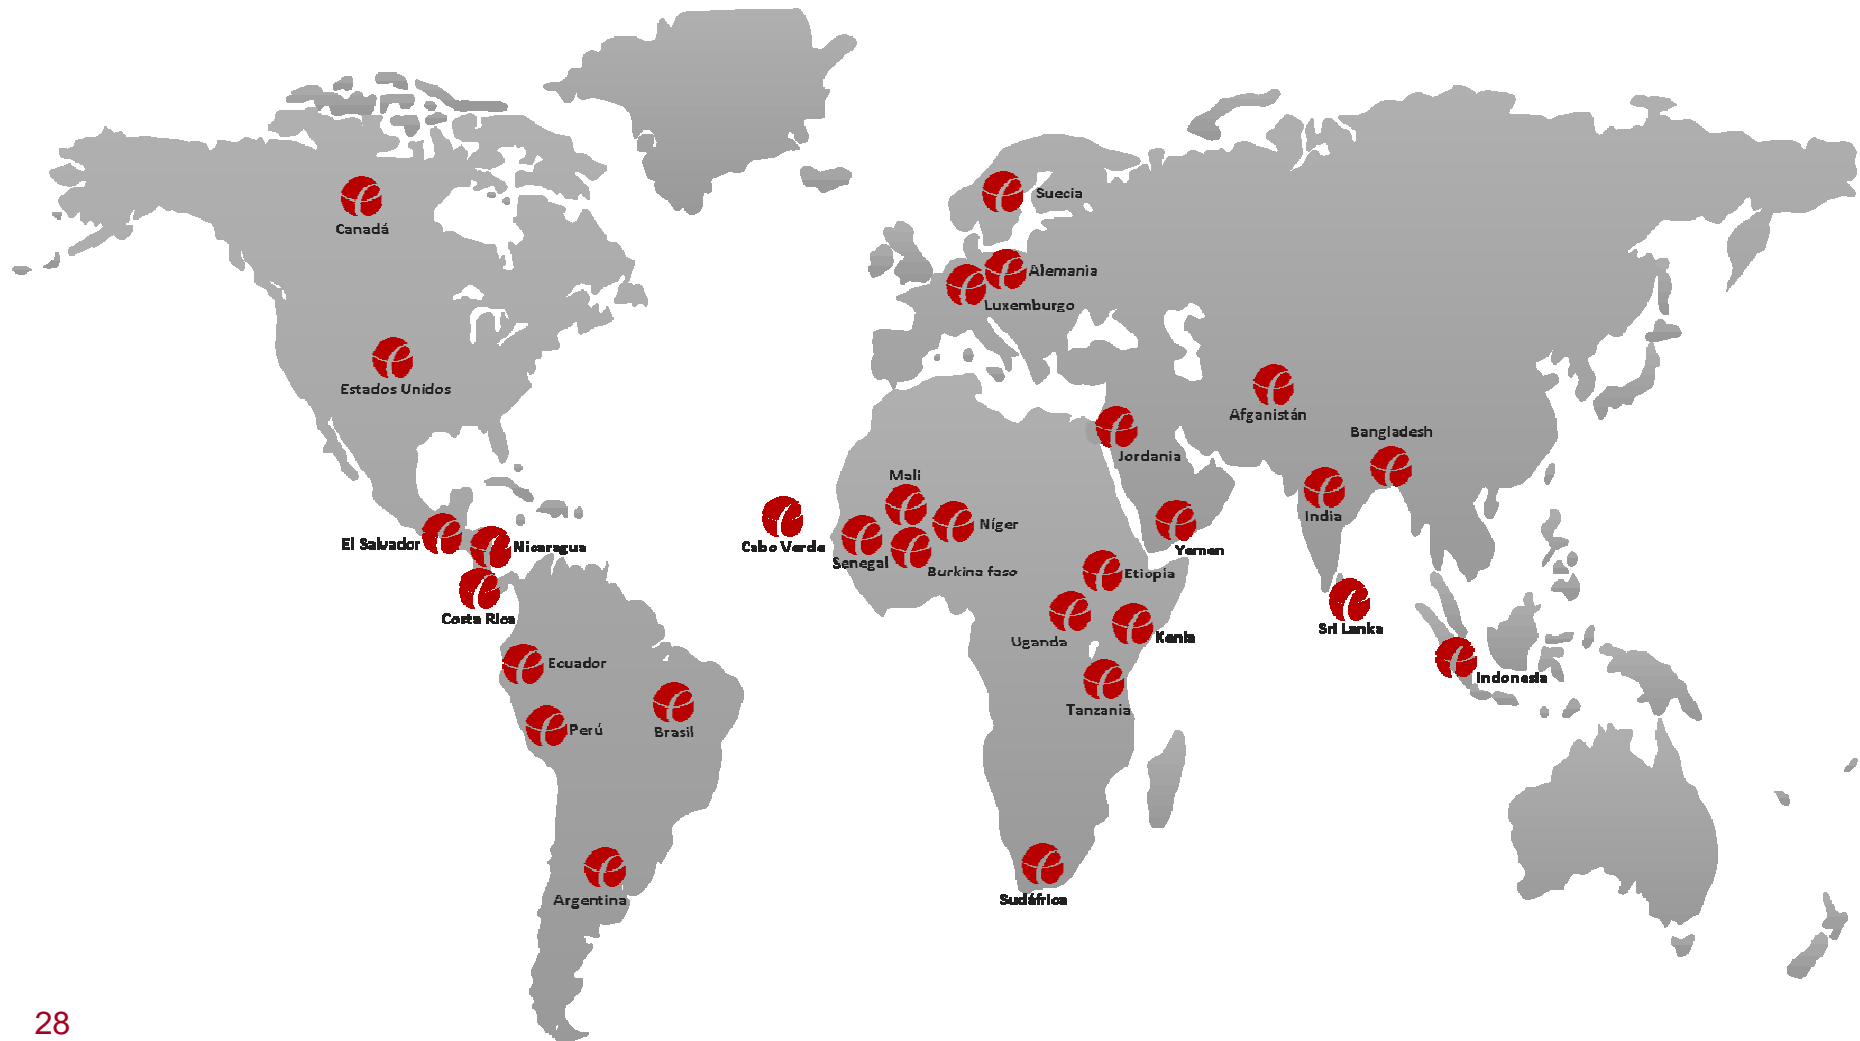 Suecia
Canadá
Alemania
Luxemburgo
Estados Unidos
Afganistán
Bangladesh
Jordania
Mali
India
Níger
El Salvador
Nicaragua
Cabo Verde
Yemen
Senegal
Burkina faso
Etiopia
Costa Rica
Sri Lanka
Kenia
Uganda
Ecuador
Indonesia
Tanzania
Perú
Brasil
Argentina
Sudáfrica
28